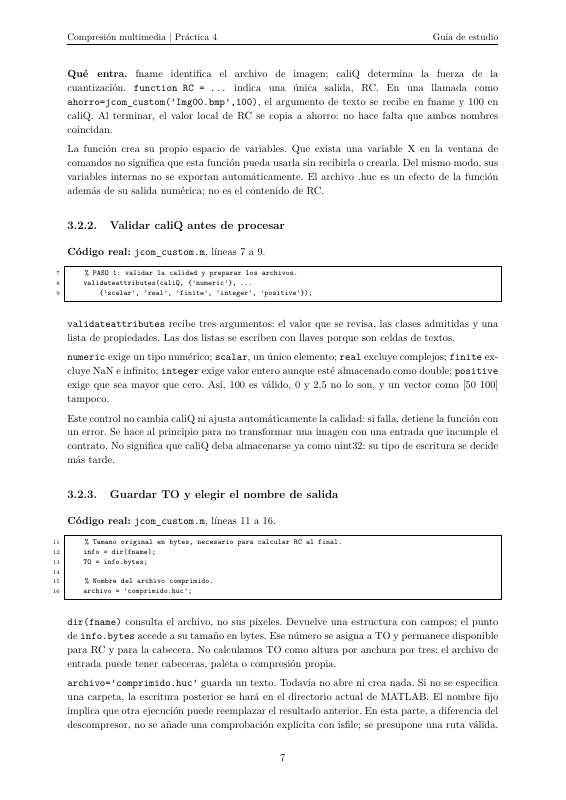 Compresión multimedia | Práctica 4 Guía de estudio
Qué entra. fname identifica el archivo de imagen; caliQ determina la fuerza de la
cuantización. function RC = ... indica una única salida, RC. En una llamada como
ahorro=jcom_custom('Img00.bmp',100), el argumento de texto se recibe en fname y 100 en
caliQ. Al terminar, el valor local de RC se copia a ahorro: no hace falta que ambos nombres
coincidan.
La función crea su propio espacio de variables. Que exista una variable X en la ventana de
comandos no significa que esta función pueda usarla sin recibirla o crearla. Del mismo modo, sus
variables internas no se exportan automáticamente. El archivo .huc es un efecto de la función
además de su salida numérica; no es el contenido de RC.
3.2.2. Validar caliQ antes de procesar
Código real: jcom_custom.m, líneas 7 a 9.
7 % PASO 1: validar la calidad y preparar los archivos.
8 validateattributes(caliQ, {'numeric'}, ...
9 {'scalar', 'real', 'finite', 'integer', 'positive'});
validateattributes recibe tres argumentos: el valor que se revisa, las clases admitidas y una
lista de propiedades. Las dos listas se escriben con llaves porque son celdas de textos.
numeric exige un tipo numérico; scalar, un único elemento; real excluye complejos; finite ex-
cluye NaN e infinito; integer exige valor entero aunque esté almacenado como double; positive
exige que sea mayor que cero. Así, 100 es válido, 0 y 2,5 no lo son, y un vector como [50 100]
tampoco.
Este control no cambia caliQ ni ajusta automáticamente la calidad: si falla, detiene la función con
un error. Se hace al principio para no transformar una imagen con una entrada que incumple el
contrato. No significa que caliQ deba almacenarse ya como uint32: su tipo de escritura se decide
más tarde.
3.2.3. Guardar TO y elegir el nombre de salida
Código real: jcom_custom.m, líneas 11 a 16.
11 % Tamano original en bytes, necesario para calcular RC al final.
12 info = dir(fname);
13 TO = info.bytes;
14
15 % Nombre del archivo comprimido.
16 archivo = 'comprimido.huc';
dir(fname) consulta el archivo, no sus píxeles. Devuelve una estructura con campos; el punto
de info.bytes accede a su tamaño en bytes. Ese número se asigna a TO y permanece disponible
para RC y para la cabecera. No calculamos TO como altura por anchura por tres: el archivo de
entrada puede tener cabeceras, paleta o compresión propia.
archivo='comprimido.huc' guarda un texto. Todavía no abre ni crea nada. Si no se especifica
una carpeta, la escritura posterior se hará en el directorio actual de MATLAB. El nombre fijo
implica que otra ejecución puede reemplazar el resultado anterior. En esta parte, a diferencia del
descompresor, no se añade una comprobación explícita con isfile; se presupone una ruta válida.
7